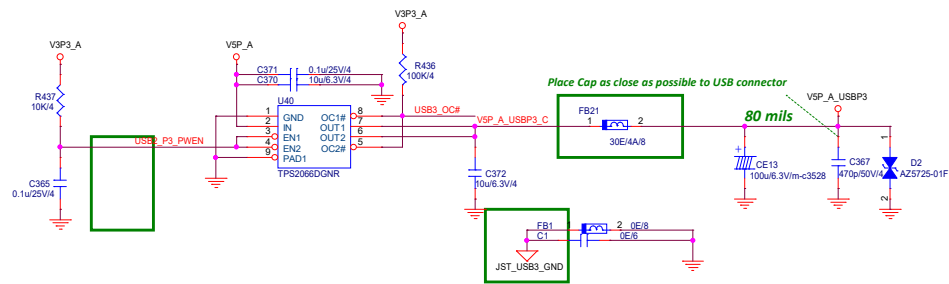 V3P3_A
V3P3_A
V5P_A
R437
10K/4
C371
0.1u/25V/4
C370
10u/6.3V/4
R436
100K/4
Place Cap as close as possible to USB connector
U40
1
GND
OC1#
8
2
IN
OUT1
7
3
EN1
OUT2
6
4
EN2
OC2#
5
9
PAD1
TPS2066DGNR
USB3_OC#
V5P_A_USBP3_C
USB2_P3_PWEN
FB21
1
2
30E/4A/8
80 mils
V5P_A_USBP3
C365
0.1u/25V/4
C372
10u/6.3V/4
+
CE13
100u/6.3V/m-c3528
C367
470p/50V/4
1
D2
AZ5725-01F
2
FB1
1
2
0E/8
C1
0E/6
JST_USB3_GND